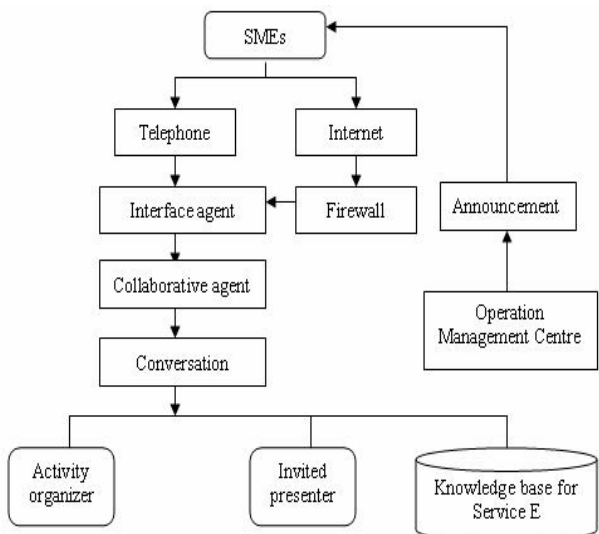 SMEs
Telephone
Internet
Interface agent
Firewall
Announcement
Collaborative agent
Operation
Management Centre
Conversation
Activity
organizer
Invited
presenter
Knowledge base for
Service E